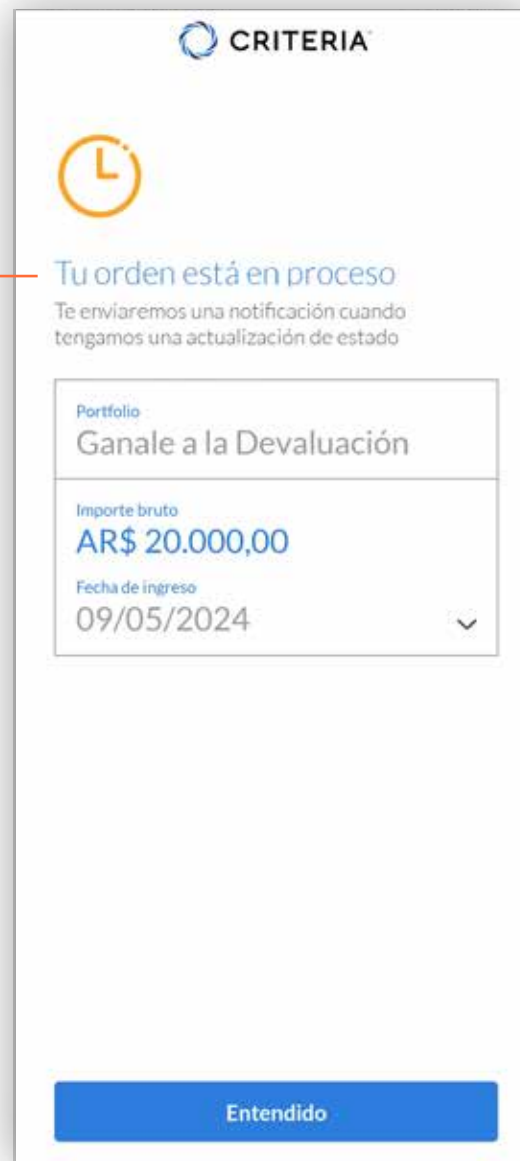 CRITERIA
Tu orden está en proceso
Te enviaremos una notificación cuando
tengamos una actualización de estado
Portfolio
Ganale a la Devaluación
Importe bruto
AR$ 20.000,00
Fecha de ingreso
09/05/2024
Entendido